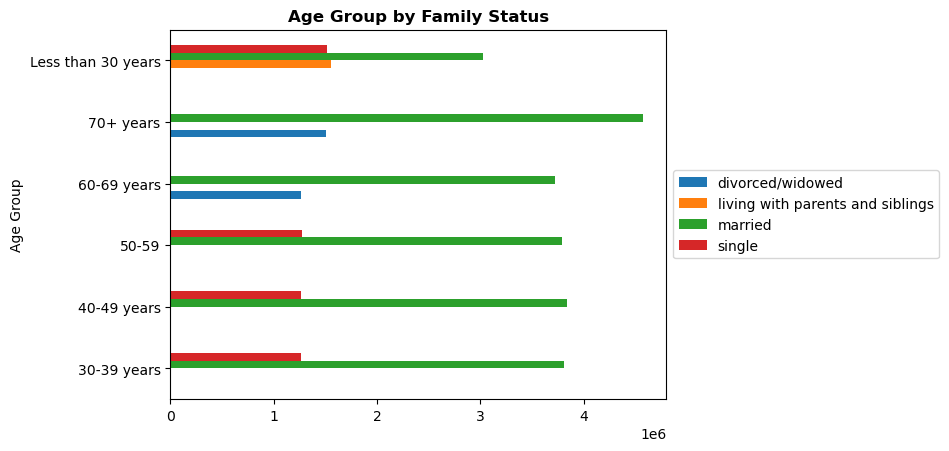 Age Group by Family Status
Age Group
Less than 30 years
70+ years
60-69 years
50-59
40-49 years
30-39 years
0 1 2 3 4
1e6
divorced/widowed
living with parents and siblings
married
single